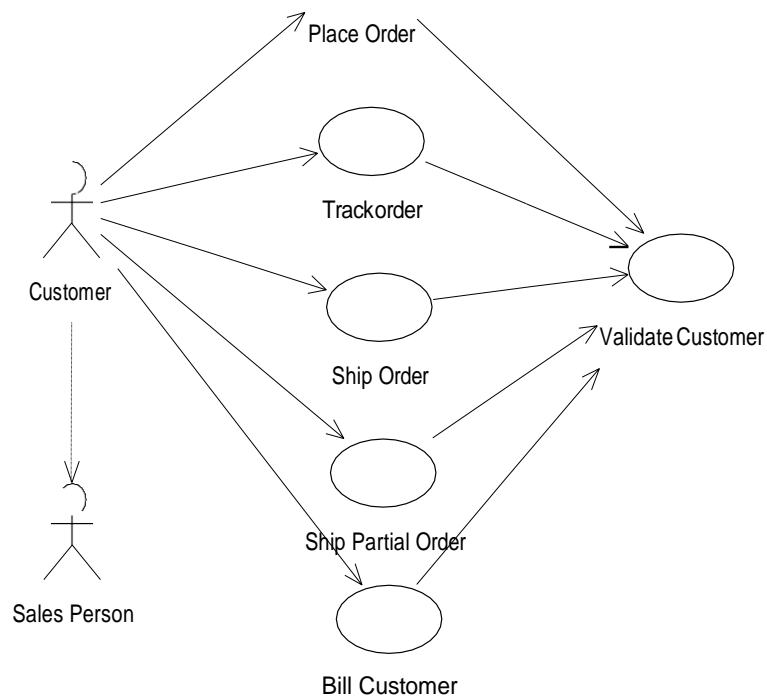 Place Order
Trackorder
Customer
Validate Customer
Ship Order
Ship Partial Order
Sales Person
Bill Customer